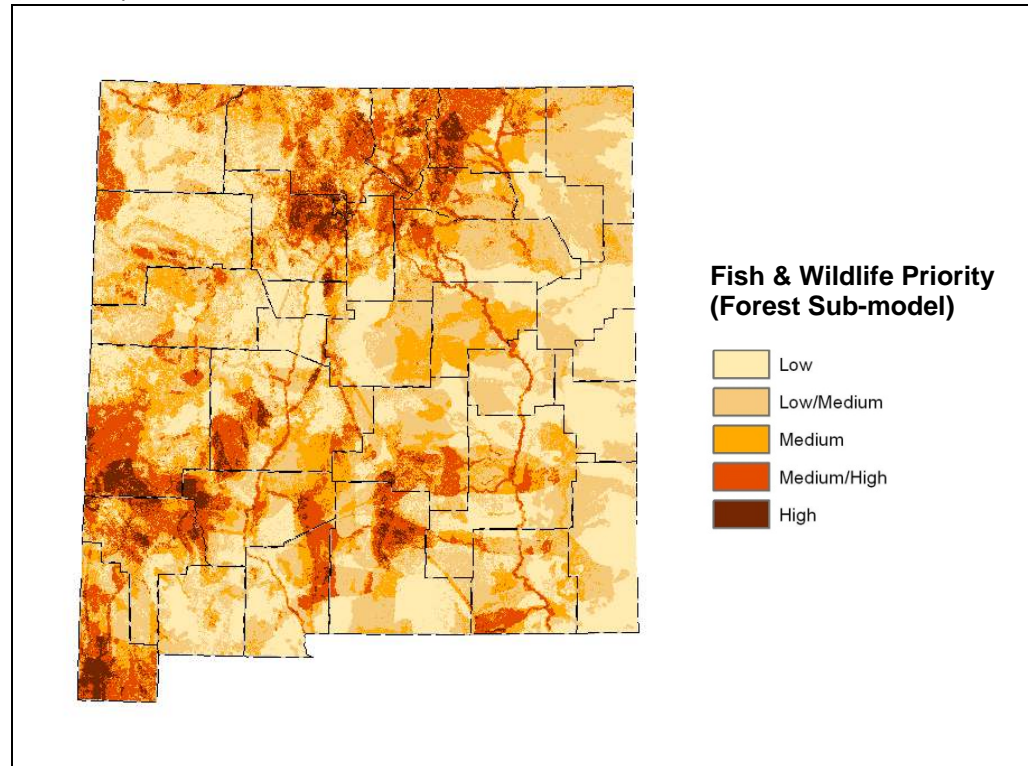 Fish & Wildlife Priority
(Forest Sub-model)
Low
Low/Medium
Medium
Medium/High
High